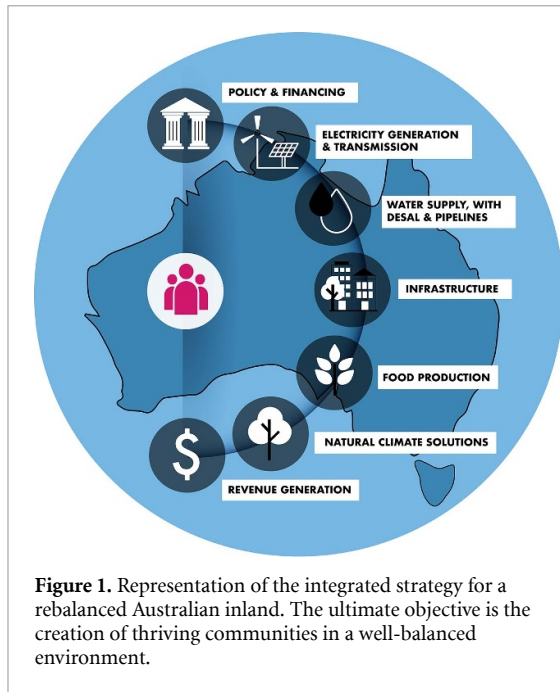 POLICY & FINANCING
ELECTRICITY GENERATION
& TRANSMISSION
WATER SUPPLY, WITH
DESAL & PIPELINES
INFRASTRUCTURE
FOOD PRODUCTION
NATURAL CLIMATE SOLUTIONS
$
REVENUE GENERATION
Figure 1. Representation of the integrated strategy for a
rebalanced Australian inland. The ultimate objective is the
creation of thriving communities in a well-balanced
environment.